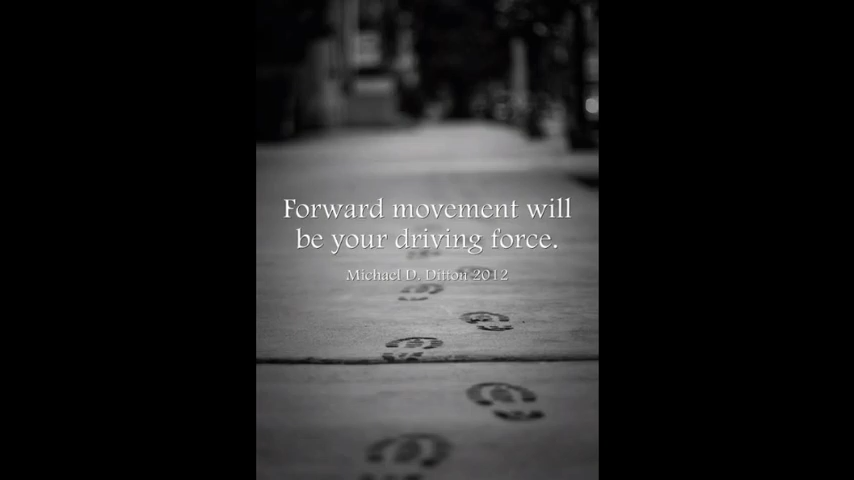 Forward movement will
be your driving force.
Michael D. Ditton 2012